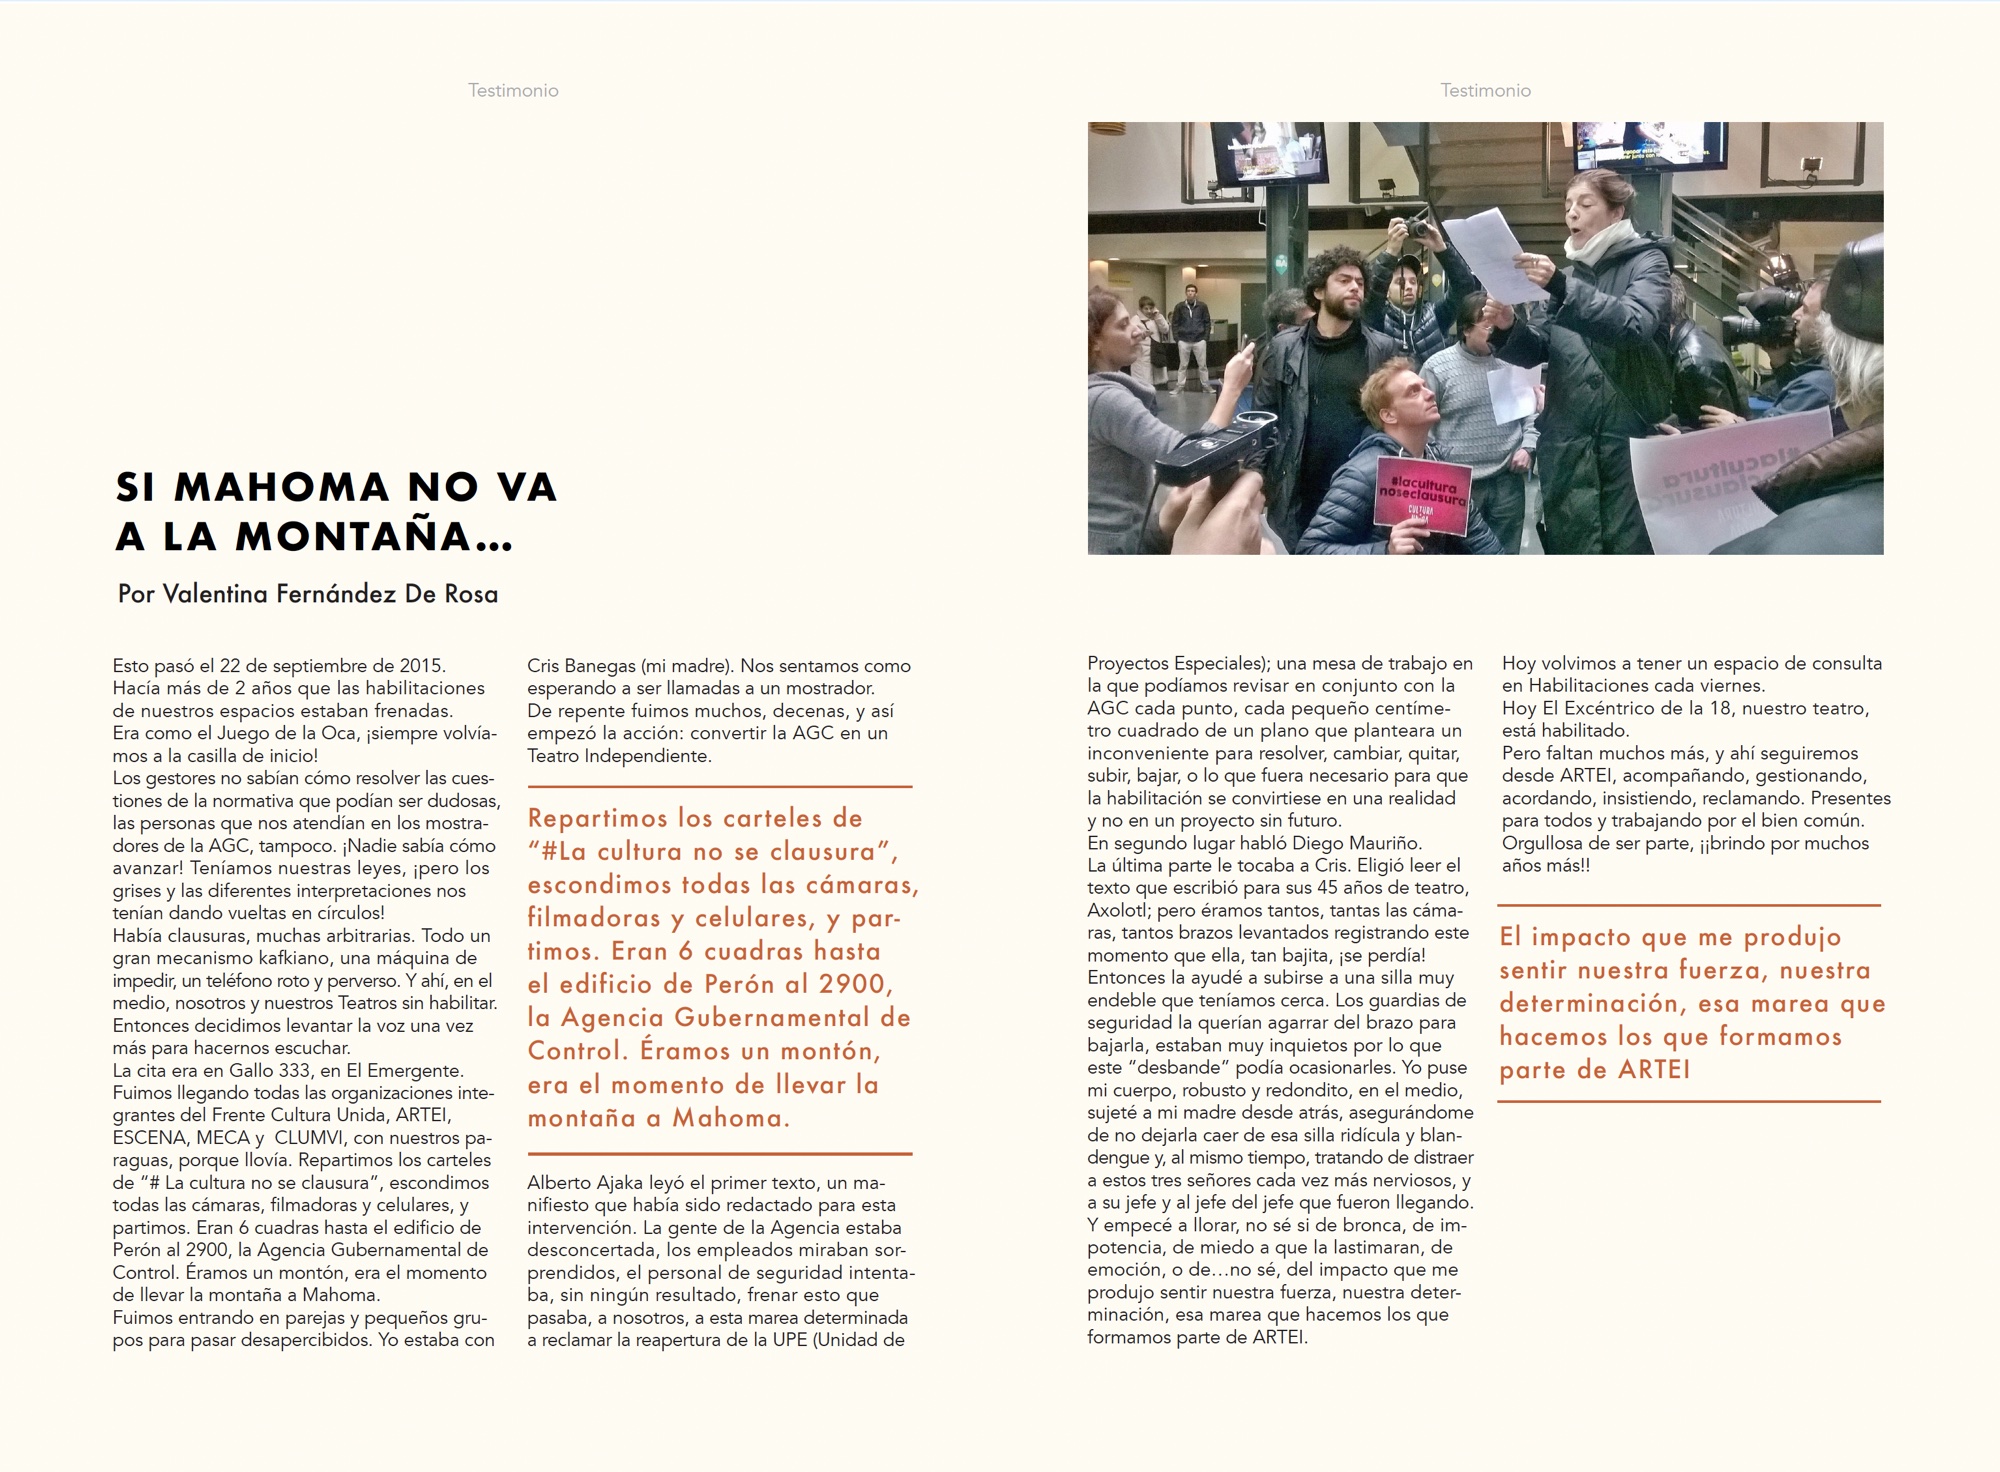 Testimonio
SI MAHOMA NO VA
A LA MONTAÑA...
Por Valentina Fernández De Rosa
Esto pasó el 22 de septiembre de 2015.
Hacía más de 2 años que las habilitaciones
de nuestros espacios estaban frenadas.
Era como el Juego de la Oca, ¡siempre volvía-
mos a la casilla de inicio!
Los gestores no sabían cómo resolver las cues-
tiones de la normativa que podían ser dudosas,
las personas que nos atendían en los mostra-
dores de la AGC, tampoco. ¡Nadie sabía cómo
avanzar! Teníamos nuestras leyes, ¡pero los
grises y las diferentes interpretaciones nos
tenían dando vueltas en círculos!
Había clausuras, muchas arbitrarias. Todo un
gran mecanismo kafkiano, una máquina de
impedir, un teléfono roto y perverso. Y ahí, en el
medio, nosotros y nuestros Teatros sin habilitar.
Entonces decidimos levantar la voz una vez
más para hacernos escuchar.
La cita era en Gallo 333, en El Emergente.
Fuimos llegando todas las organizaciones inte-
grantes del Frente Cultura Unida, ARTEI,
ESCENA, MECA y  CLUMVI, con nuestros pa-
raguas, porque llovía. Repartimos los carteles
de “# La cultura no se clausura”, escondimos
todas las cámaras, filmadoras y celulares, y
partimos. Eran 6 cuadras hasta el edificio de
Perón al 2900, la Agencia Gubernamental de
Control. Éramos un montón, era el momento
de llevar la montaña a Mahoma.
Fuimos entrando en parejas y pequeños gru-
pos para pasar desapercibidos. Yo estaba con
Cris Banegas (mi madre). Nos sentamos como
esperando a ser llamadas a un mostrador.
De repente fuimos muchos, decenas, y así
empezó la acción: convertir la AGC en un
Teatro Independiente.
Repartimos los carteles de
“#La cultura no se clausura”,
escondimos todas las cámaras,
filmadoras y celulares, y par-
timos. Eran 6 cuadras hasta
el edificio de Perón al 2900,
la Agencia Gubernamental de
Control. Éramos un montón,
era el momento de llevar la
montaña a Mahoma.
Alberto Ajaka leyó el primer texto, un ma-
nifiesto que había sido redactado para esta
intervención. La gente de la Agencia estaba
desconcertada, los empleados miraban sor-
prendidos, el personal de seguridad intenta-
ba, sin ningún resultado, frenar esto que
pasaba, a nosotros, a esta marea determinada
a reclamar la reapertura de la UPE (Unidad de
Testimonio
#lacultura
noseclausura
CULTURA
#lacultura
Proyectos Especiales); una mesa de trabajo en
la que podíamos revisar en conjunto con la
AGC cada punto, cada pequeño centíme-
tro cuadrado de un plano que planteara un
inconveniente para resolver, cambiar, quitar,
subir, bajar, o lo que fuera necesario para que
la habilitación se convirtiese en una realidad
y no en un proyecto sin futuro.
En segundo lugar habló Diego Mauriño.
La última parte le tocaba a Cris. Eligió leer el
texto que escribió para sus 45 años de teatro,
Axolotl; pero éramos tantos, tantas las cáma-
ras, tantos brazos levantados registrando este
momento que ella, tan bajita, ¡se perdía!
Entonces la ayudé a subirse a una silla muy
endeble que teníamos cerca. Los guardias de
seguridad la querían agarrar del brazo para
bajarla, estaban muy inquietos por lo que
este “desbande” podía ocasionarles. Yo puse
mi cuerpo, robusto y redondito, en el medio,
sujeté a mi madre desde atrás, asegurándome
de no dejarla caer de esa silla ridícula y blan-
dengue y, al mismo tiempo, tratando de distraer
a estos tres señores cada vez más nerviosos, y
a su jefe y al jefe del jefe que fueron llegando.
Y empecé a llorar, no sé si de bronca, de im-
potencia, de miedo a que la lastimaran, de
emoción, o de...no sé, del impacto que me
produjo sentir nuestra fuerza, nuestra deter-
minación, esa marea que hacemos los que
formamos parte de ARTEI.
Hoy volvimos a tener un espacio de consulta
en Habilitaciones cada viernes.
Hoy El Excéntrico de la 18, nuestro teatro,
está habilitado.
Pero faltan muchos más, y ahí seguiremos
desde ARTEI, acompañando, gestionando,
acordando, insistiendo, reclamando. Presentes
para todos y trabajando por el bien común.
Orgullosa de ser parte, ¡¡brindo por muchos
años más!!
El impacto que me produjo
sentir nuestra fuerza, nuestra
determinación, esa marea que
hacemos los que formamos
parte de ARTEI